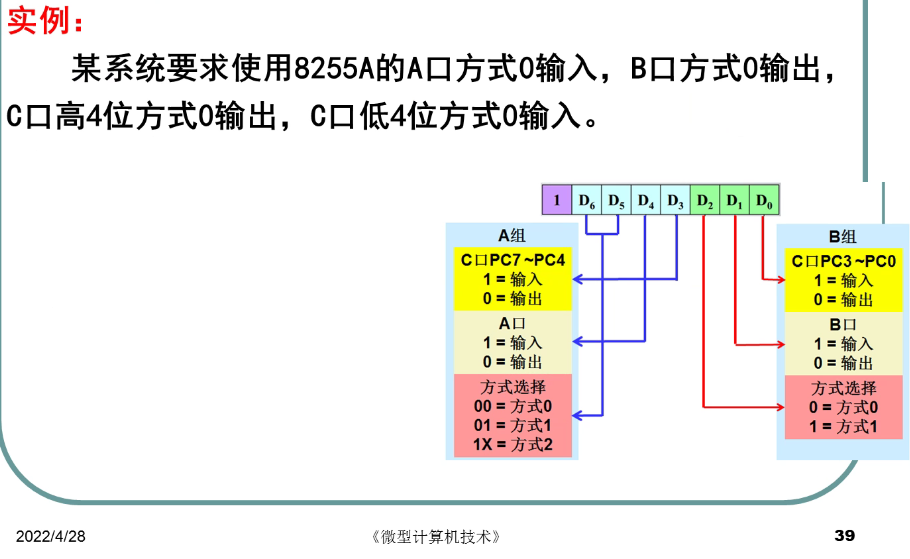 实例：
某系统要求使用8255A的A口方式0输入，B口方式0输出，
C口高4位方式0输出，C口低4位方式0输入。
1 D6 D5 D4 D3 D2 D1 D0
A组
C口PC7~PC4
1 = 输入
0 = 输出
A口
1 = 输入
0 = 输出
方式选择
00 = 方式0
01 = 方式1
1X = 方式2
B组
C口PC3~PC0
1 = 输入
0 = 输出
B口
1 = 输入
0 = 输出
方式选择
0 = 方式0
1 = 方式1
2022/4/28
《微型计算机技术》
39